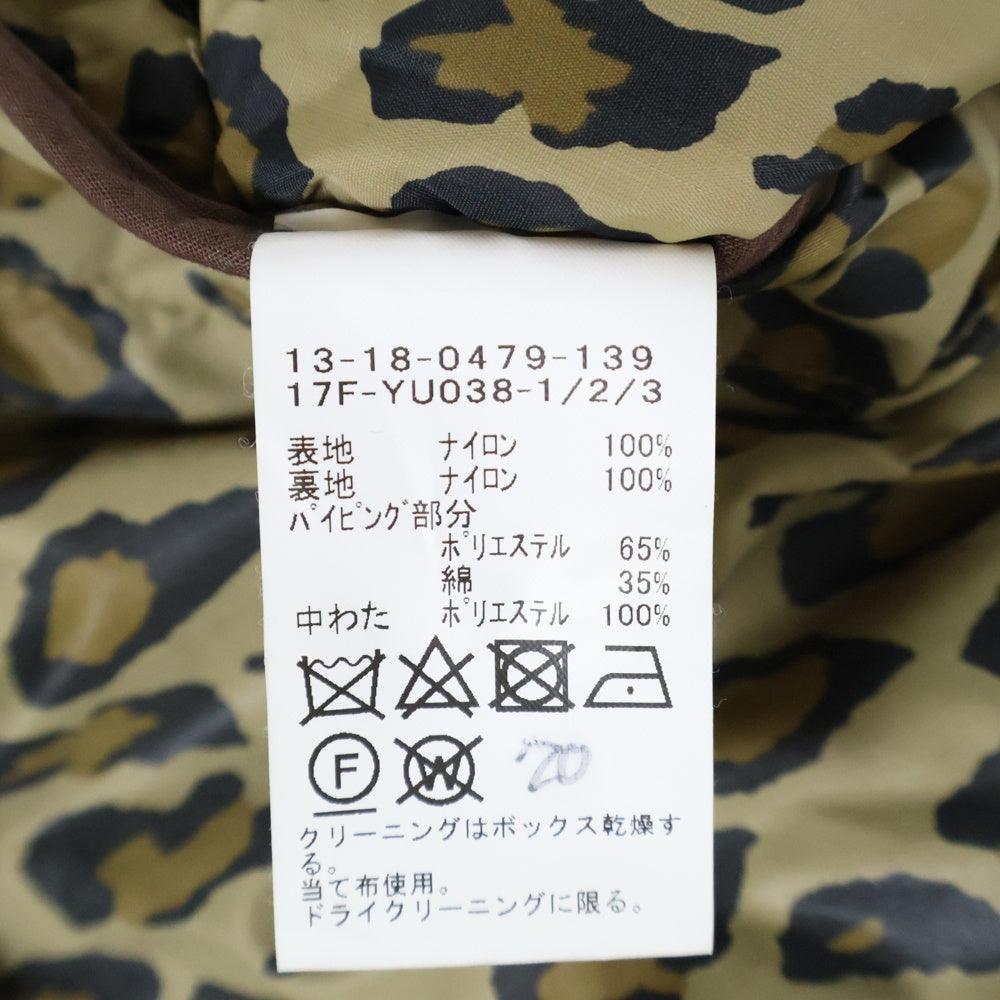 13-18-0479-139
17F-YU038-1/2/3
表地 ナイロン 100%
裏地 ナイロン 100%
パイピング部分
ポリエステル 65%
綿 35%
中わた ポリエステル 100%
F W '20
クリーニングはボックス乾燥す
る。
当て布使用。
ドライクリーニングに限る。